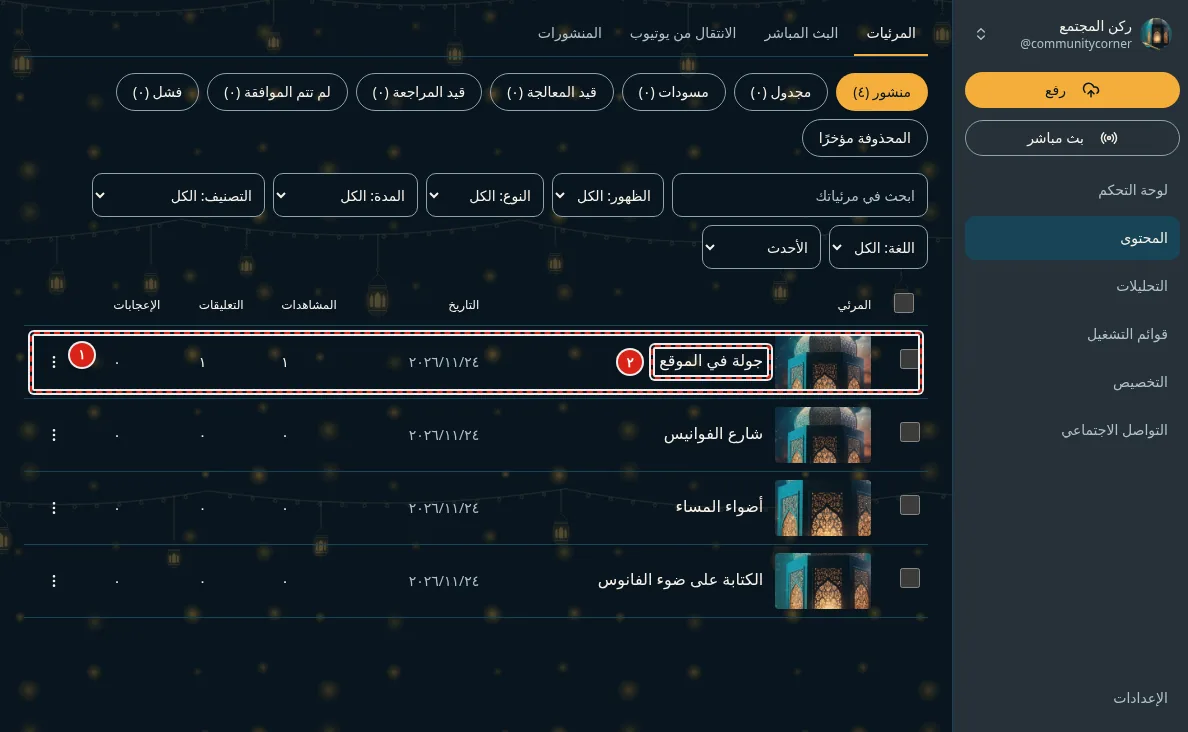 ركن المجتمع
@communitycorner
رفع
بث مباشر
لوحة التحكم
المحتوى
التحليلات
قوائم التشغيل
التخصيص
التواصل الاجتماعي
الإعدادات
المرئيات البث المباشر الانتقال من يوتيوب المنشورات
منشور (٤) مجدول (٠) مسودات (٠) قيد المعالجة (٠) قيد المراجعة (٠) لم تتم الموافقة (٠) فشل (٠)
المحذوفة مؤخرًا
ابحث في مرئياتك الظهور: الكل النوع: الكل المدة: الكل التصنيف: الكل
اللغة: الكل الأحدث
المرئي التاريخ المشاهدات التعليقات الإعجابات
جولة في الموقع ٢ ٢٠٢٦/١١/٢٤ ١ ١ ٠ ١
شارع الفوانيس ٢٠٢٦/١١/٢٤ ٠ ٠ ٠
أضواء المساء ٢٠٢٦/١١/٢٤ ٠ ٠ ٠
الكتابة على ضوء الفانوس ٢٠٢٦/١١/٢٤ ٠ ٠ ٠